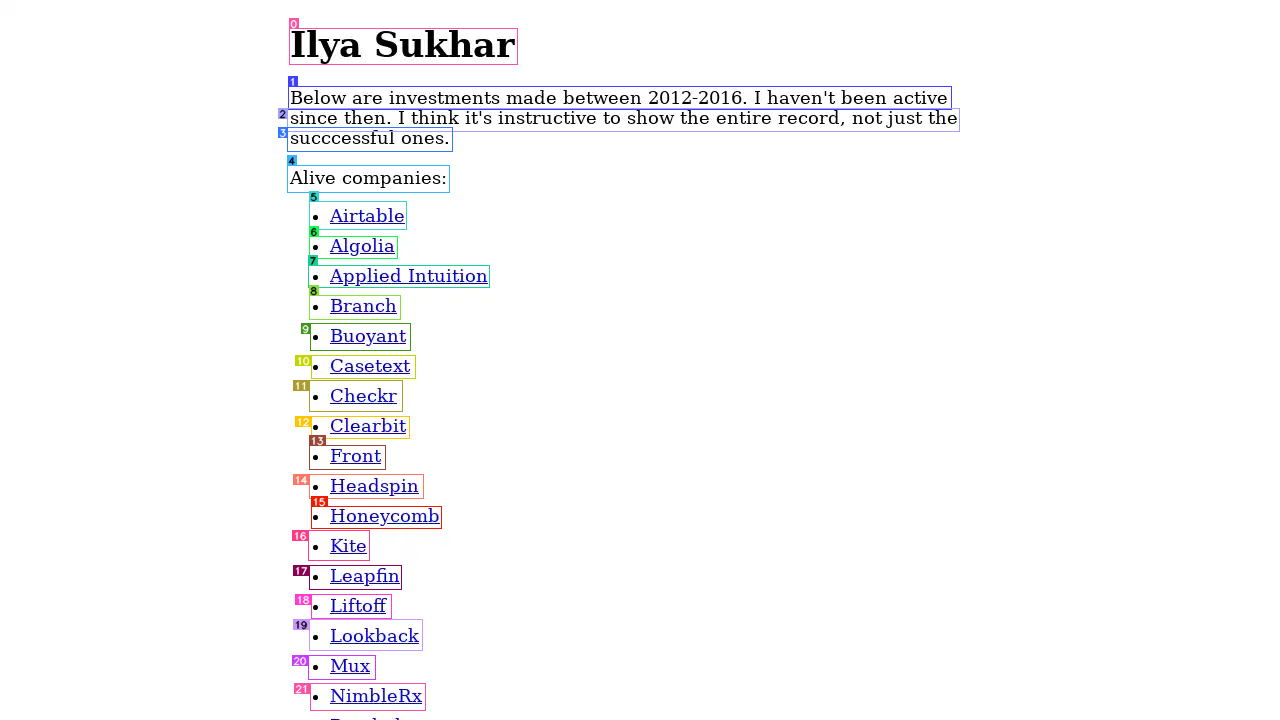 Ilya Sukhar
Below are investments made between 2012-2016. I haven't been active
since then. I think it's instructive to show the entire record, not just the
succcessful ones.
Alive companies:
• Airtable
• Algolia
• Applied Intuition
• Branch
• Buoyant
• Casetext
• Checkr
• Clearbit
• Front
• Headspin
• Honeycomb
• Kite
• Leapfin
• Liftoff
• Lookback
• Mux
• NimbleRx